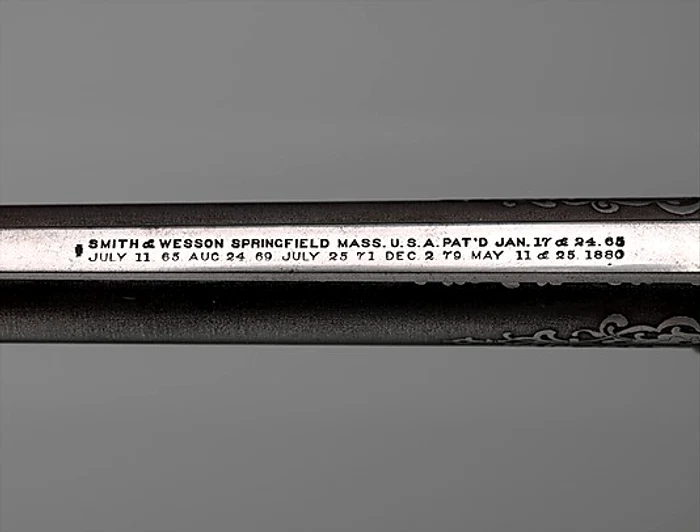 SMITH & WESSON SPRINGFIELD MASS. U.S.A. PAT'D JAN. 17 & 24. 65
JULY 11 65 AUG 24 69 JULY 25 71 DEC. 2 79. MAY 11 & 25. 1880